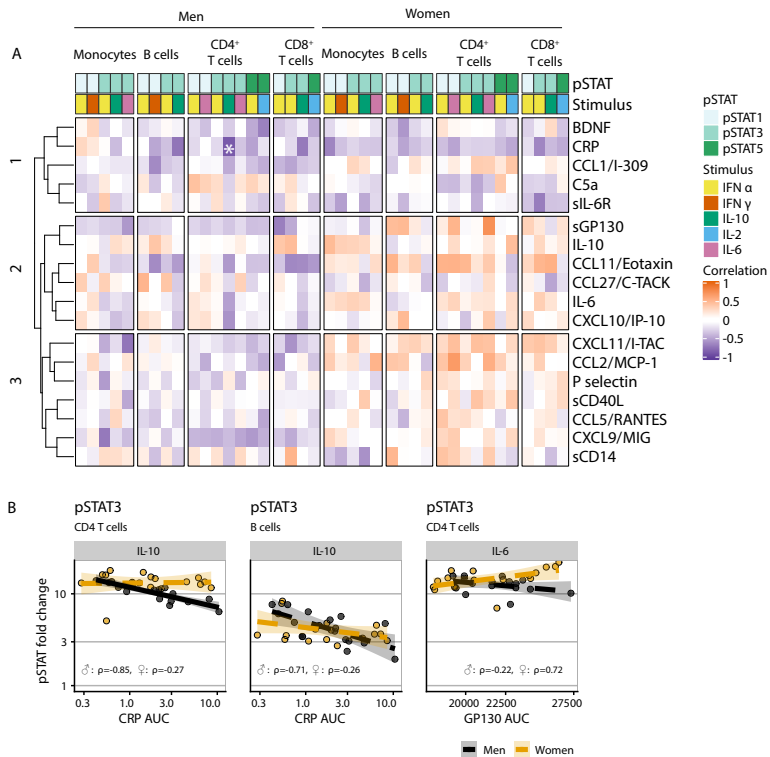 Men Women
A
Monocytes B cells CD4+ T cells CD8+ T cells Monocytes B cells CD4+ T cells CD8+ T cells
pSTAT
Stimulus
BDNF
1 * CRP
CCL1/I-309
C5a
sIL-6R
sGP130
IL-10
2 CCL11/Eotaxin
CCL27/C-TACK
IL-6
CXCL10/IP-10
CXCL11/I-TAC
CCL2/MCP-1
3 P selectin
sCD40L
CCL5/RANTES
CXCL9/MIG
sCD14
pSTAT
pSTAT1
pSTAT3
pSTAT5
Stimulus
IFN α
IFN γ
IL-10
IL-2
IL-6
Correlation
1
0.5
0
-0.5
-1
B
pSTAT3 pSTAT3 pSTAT3
CD4 T cells B cells CD4 T cells
IL-10 IL-10 IL-6
pSTAT fold change
10 10 10
3 3 3
1 1 1
♂: ρ=-0.85, ♀: ρ=-0.27 ♂: ρ=-0.71, ♀: ρ=-0.26 ♂: ρ=-0.22, ♀: ρ=0.72
0.3 1.0 3.0 10.0 0.3 1.0 3.0 10.0 20000 22500 27500
CRP AUC CRP AUC GP130 AUC
Men Women